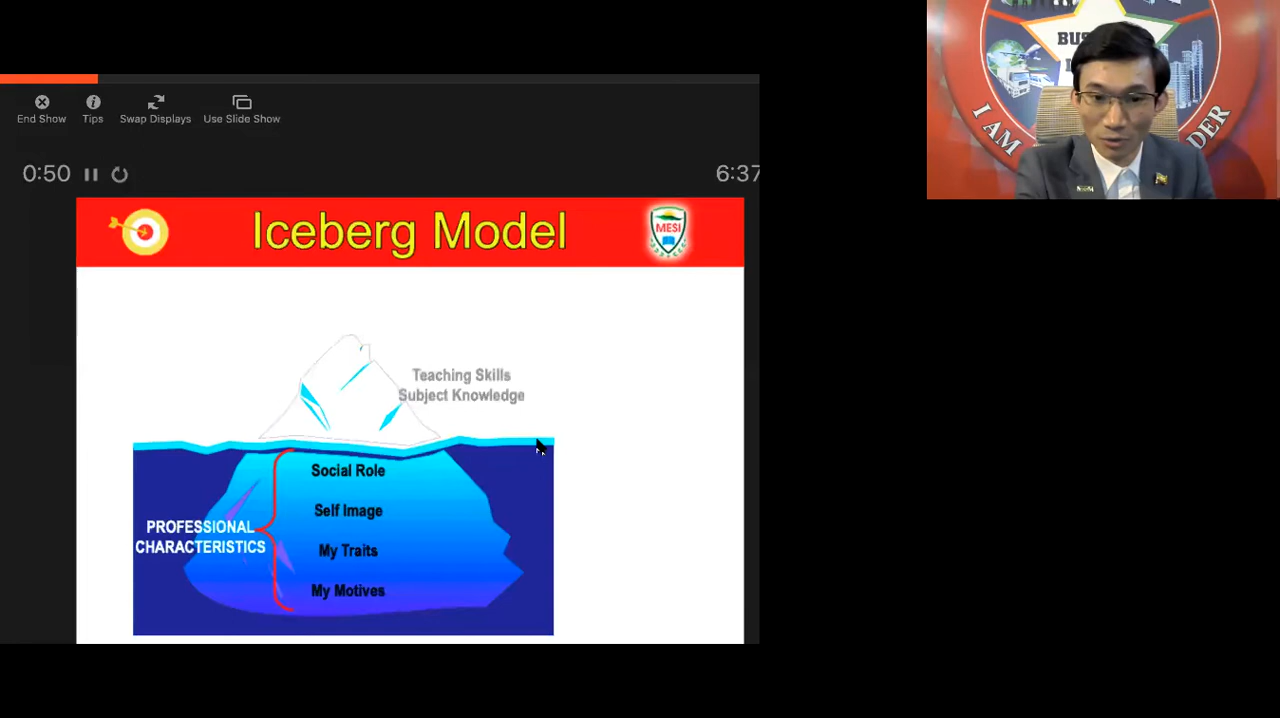 End Show
Tips
Swap Displays
Use Slide Show
0:50
6:37
Iceberg Model
MESI
Teaching Skills
Subject Knowledge
Social Role
Self Image
My Traits
My Motives
PROFESSIONAL
CHARACTERISTICS
BUS
I AM
DER